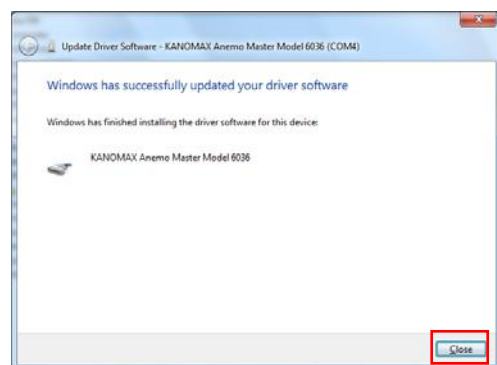 Update Driver Software - KANOMAX Anemo Master Model 6036 (COM4)
Windows has successfully updated your driver software
Windows has finished installing the driver software for this device:
KANOMAX Anemo Master Model 6036
Close